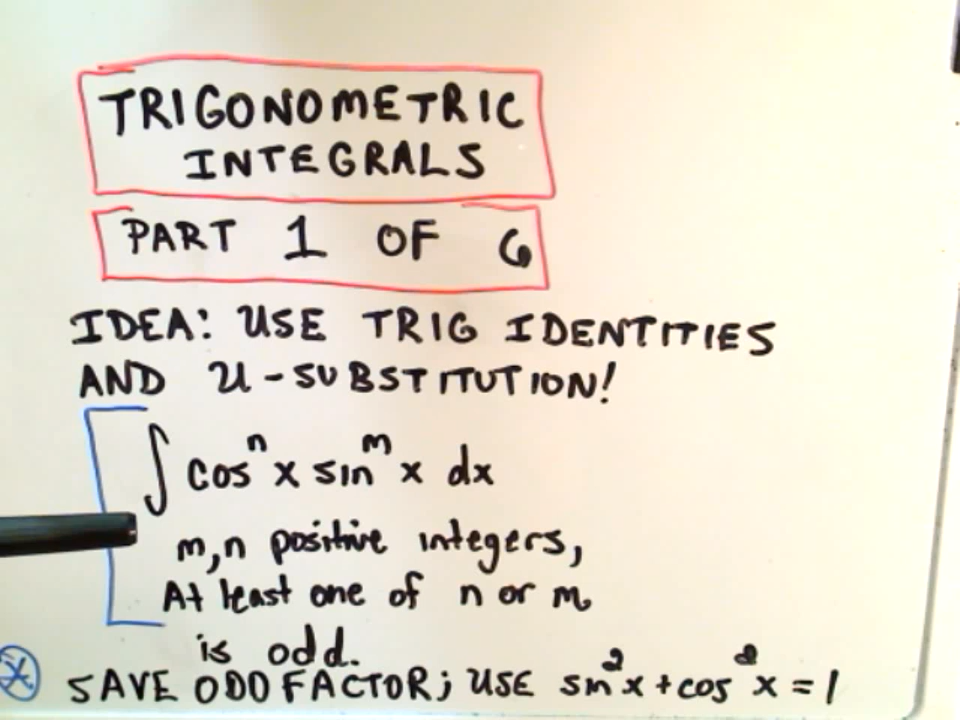 TRIGONOMETRIC
INTEGRALS
PART 1 OF 6
IDEA: USE TRIG IDENTITIES
AND U-SUBSTITUTION!
∫ cosⁿ x sinᵐ x dx
m,n positive integers,
At least one of n or m
is odd.
* SAVE ODD FACTOR; USE sin²x + cos²x = 1